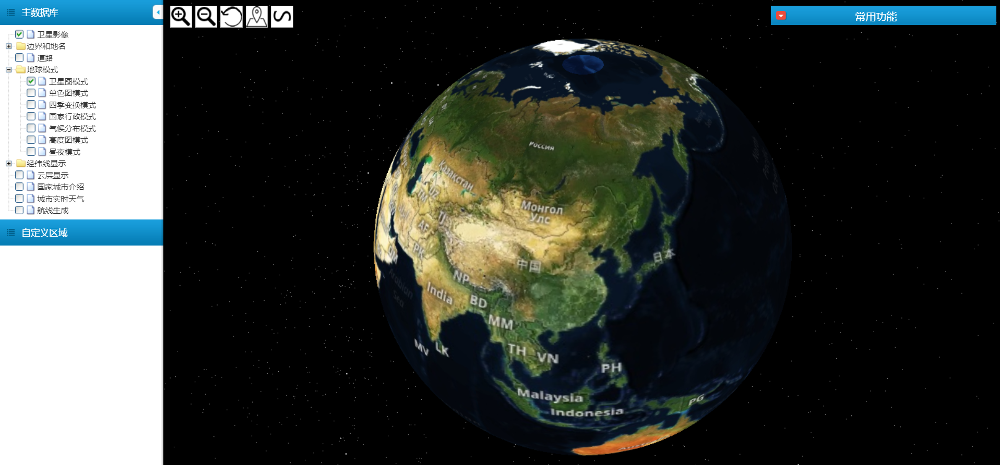 主数据库
常用功能
卫星影像
边界和地名
道路
地球模式
卫星图模式
单色图模式
四季变换模式
国家行政模式
气候分布模式
高度图模式
昼夜模式
经纬线显示
云层显示
国家城市介绍
城市实时天气
航线生成
自定义区域
Россия
Казақстан
UZ
TM
Монгол
Улс
TJ
AF
PK
OM
中国
日本
Arabian
Sea
NP
India
BD
MM
MV
LK
TH
VN
PH
Malaysia
Indonesia
PG